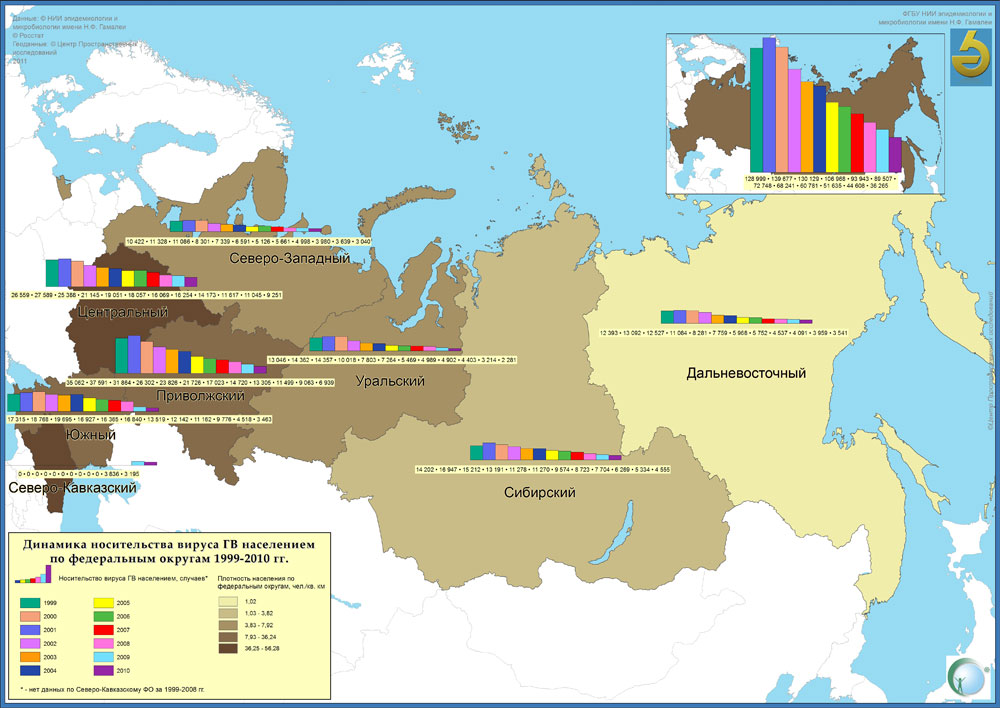 Данные: © НИИ эпидемиологии и
микробиологии имени Н.Ф. Гамалеи
© Росстат
Геоданные: © Центр Пространственных
исследований
2011
ФГБУ НИИ эпидемиологии и
микробиологии имени Н.Ф. Гамалеи
128 999 • 139 677 • 130 129 • 106 968 • 93 943 • 89 507 •
72 748 • 68 241 • 60 781 • 51 635 • 44 608 • 36 265
10 422 • 11 328 • 11 086 • 8 301 • 7 339 • 6 591 • 5 126 • 5 661 • 4 998 • 3 980 • 3 639 • 3 040
Северо-Западный
26 559 • 27 589 • 25 386 • 21 145 • 19 051 • 18 057 • 16 069 • 16 254 • 14 173 • 11 617 • 11 045 • 9 251
Центральный
12 393 • 13 092 • 12 527 • 11 084 • 8 281 • 7 759 • 5 968 • 5 752 • 4 537 • 4 091 • 3 959 • 3 541
Дальневосточный
13 046 • 14 362 • 14 357 • 10 018 • 7 803 • 7 264 • 5 469 • 4 989 • 4 902 • 4 403 • 3 214 • 2 281
Уральский
35 062 • 37 591 • 31 864 • 26 302 • 23 826 • 21 726 • 17 023 • 14 720 • 13 305 • 11 499 • 9 063 • 6 939
Приволжский
17 315 • 18 768 • 19 695 • 16 927 • 16 365 • 16 840 • 13 519 • 12 142 • 11 162 • 9 776 • 4 518 • 3 463
Южный
14 202 • 16 947 • 15 212 • 13 191 • 11 278 • 11 270 • 9 574 • 8 723 • 7 704 • 6 269 • 5 334 • 4 555
Сибирский
0 • 0 • 0 • 0 • 0 • 0 • 0 • 0 • 0 • 0 • 3 836 • 3 195
Северо-Кавказский
©Центр Пространственных исследований
Динамика носительства вируса ГВ населением
по федеральным округам 1999-2010 гг.
Носительство вируса ГВ населением, случаев*
1999
2000
2001
2002
2003
2004
2005
2006
2007
2008
2009
2010
Плотность населения по
федеральным округам, чел./кв. км
1,02
1,03 - 3,82
3,83 - 7,92
7,93 - 36,24
36,25 - 56,28
* - нет данных по Северо-Кавказскому ФО за 1999-2008 гг.